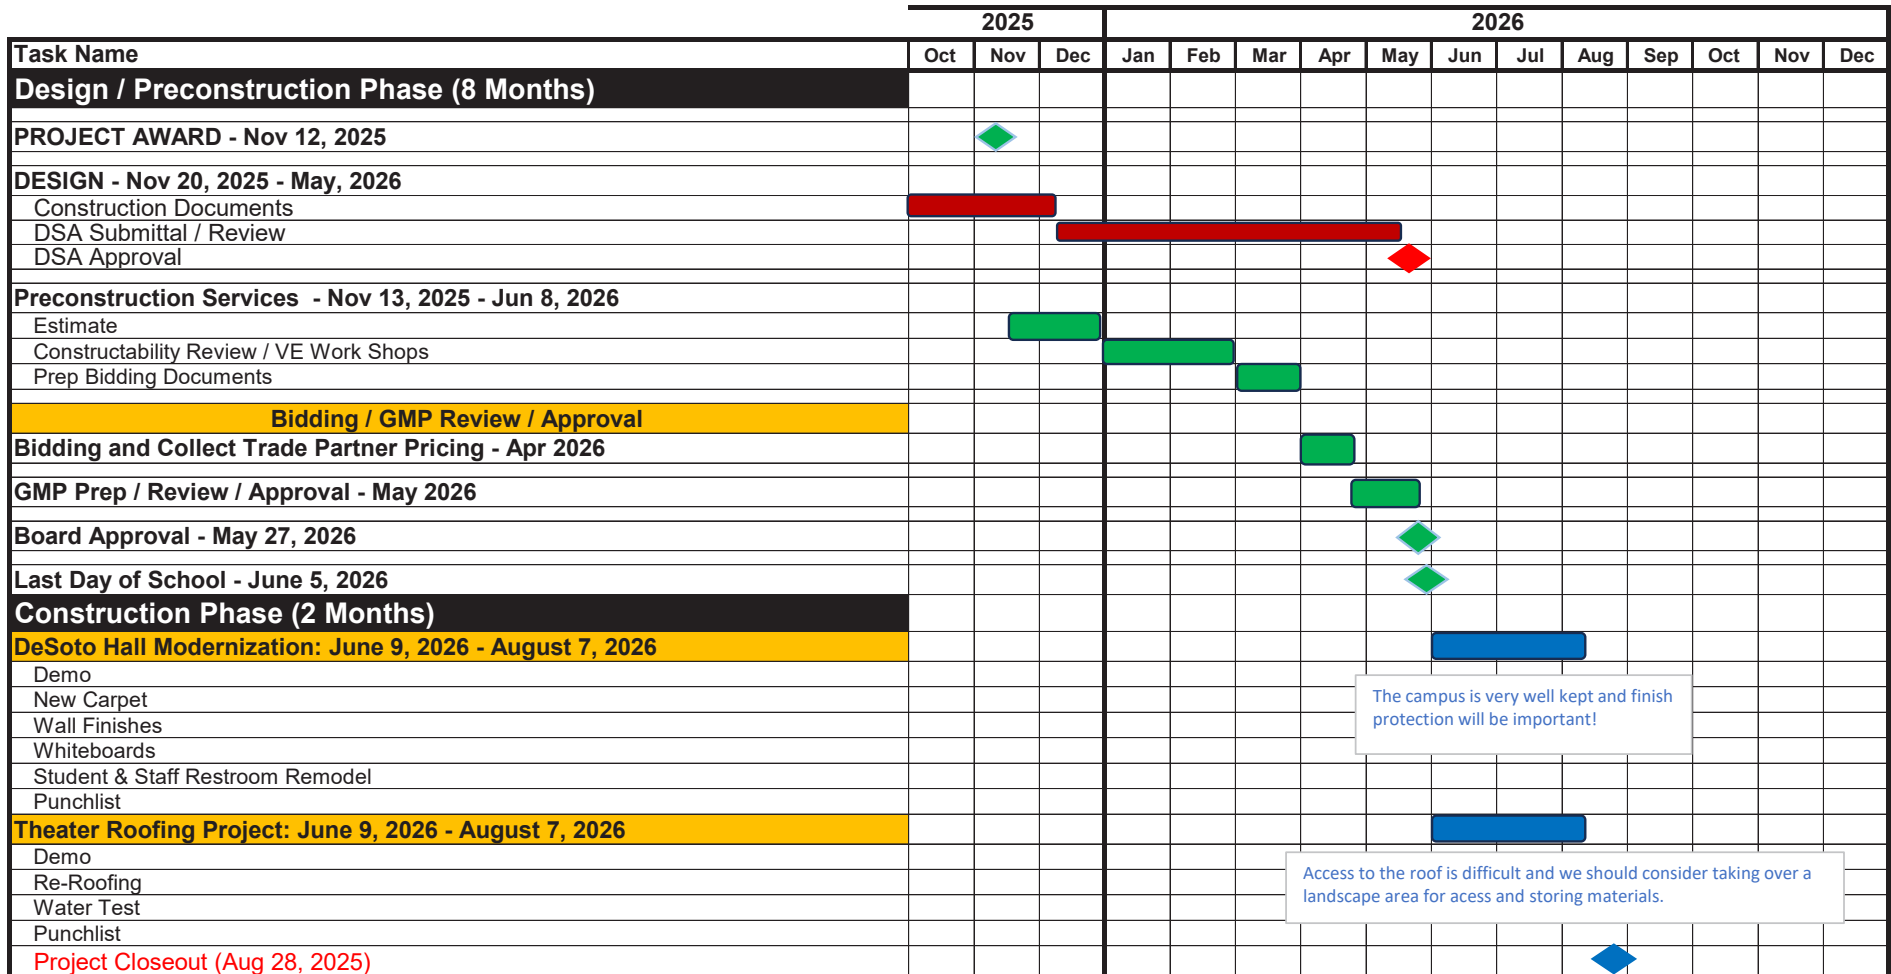 2025 2026
Task Name Oct Nov Dec Jan Feb Mar Apr May Jun Jul Aug Sep Oct Nov Dec
Design / Preconstruction Phase (8 Months)
PROJECT AWARD - Nov 12, 2025
DESIGN - Nov 20, 2025 - May, 2026
Construction Documents
DSA Submittal / Review
DSA Approval
Preconstruction Services - Nov 13, 2025 - Jun 8, 2026
Estimate
Constructability Review / VE Work Shops
Prep Bidding Documents
Bidding / GMP Review / Approval
Bidding and Collect Trade Partner Pricing - Apr 2026
GMP Prep / Review / Approval - May 2026
Board Approval - May 27, 2026
Last Day of School - June 5, 2026
Construction Phase (2 Months)
DeSoto Hall Modernization: June 9, 2026 - August 7, 2026
Demo
New Carpet
Wall Finishes
Whiteboards
Student & Staff Restroom Remodel
Punchlist
The campus is very well kept and finish
protection will be important!
Theater Roofing Project: June 9, 2026 - August 7, 2026
Demo
Re-Roofing
Water Test
Punchlist
Access to the roof is difficult and we should consider taking over a
landscape area for acess and storing materials.
Project Closeout (Aug 28, 2025)